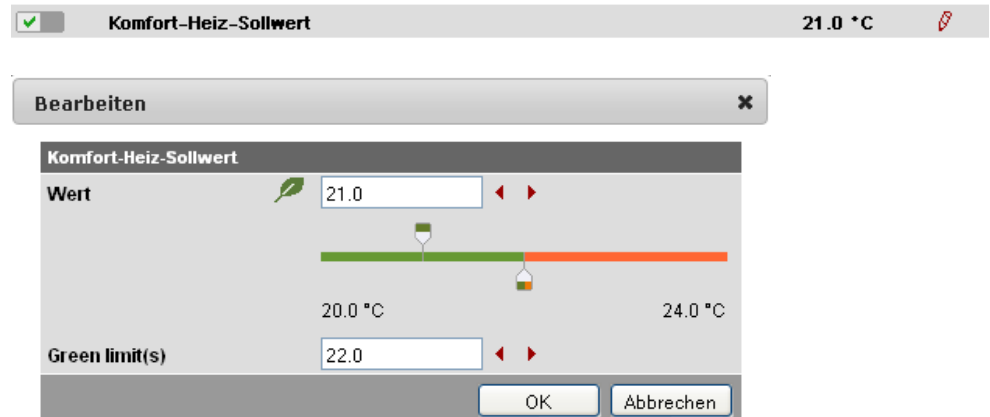 Komfort-Heiz-Sollwert 21.0 °C
Bearbeiten
Komfort-Heiz-Sollwert
Wert 21.0
20.0 °C 24.0 °C
Green limit(s) 22.0
OK Abbrechen